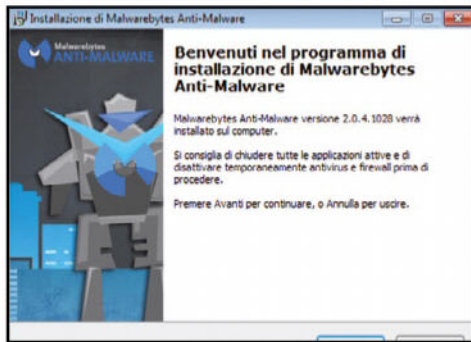 Installazione di Malwarebytes Anti-Malware
Malwarebytes
ANTI-MALWARE
Benvenuti nel programma di
installazione di Malwarebytes
Anti-Malware
Malwarebytes Anti-Malware versione 2.0.4.1028 verrà
installato sul computer.
Si consiglia di chiudere tutte le applicazioni attive e di
disattivare temporaneamente antivirus e firewall prima di
procedere.
Premere Avanti per continuare, o Annulla per uscire.